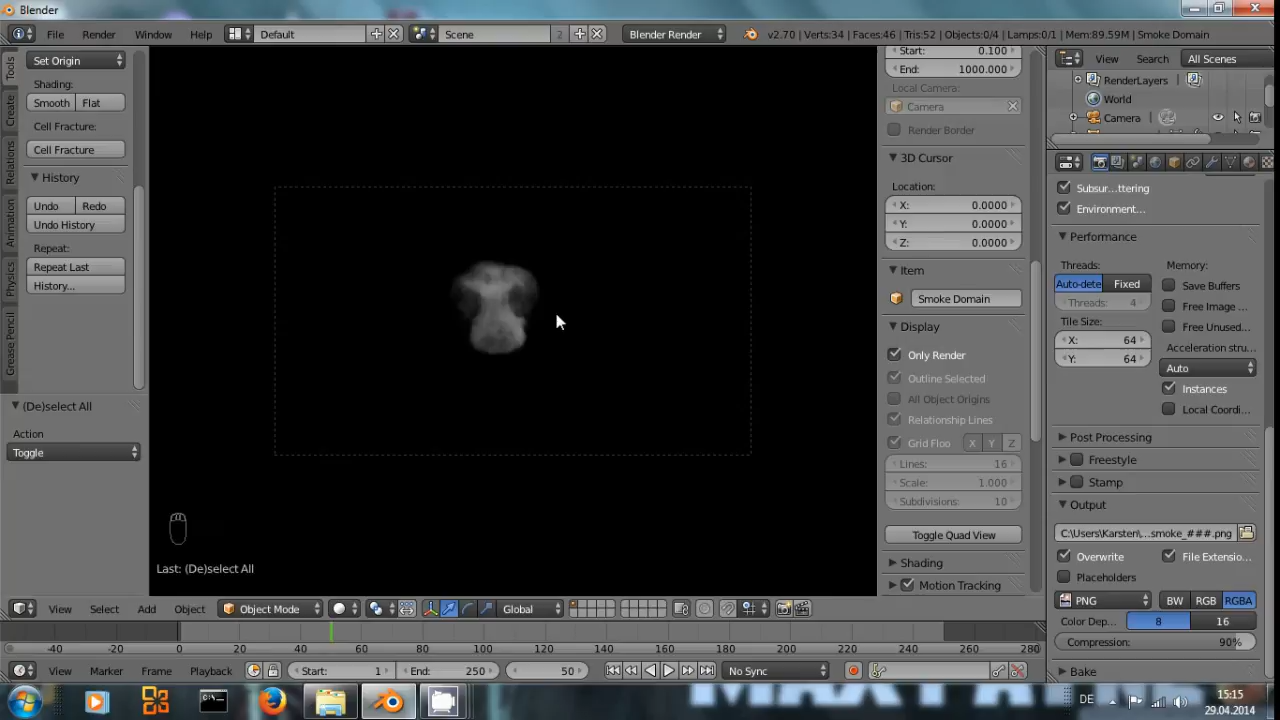 Blender
File Render Window Help Default Scene 2 Blender Render v2.70 | Verts:34 | Faces:46 | Tris:52 | Objects:0/4 | Lamps:0/1 | Mem:89.59M | Smoke Domain
Tools
Create
Relations
Animation
Physics
Grease Pencil
Set Origin
Shading:
Smooth Flat
Cell Fracture:
Cell Fracture
History
Undo Redo
Undo History
Repeat:
Repeat Last
History...
(De)select All
Action
Toggle
Last: (De)select All
Start: 0.100
End: 1000.000
Local Camera:
Camera
Render Border
3D Cursor
Location:
X: 0.0000
Y: 0.0000
Z: 0.0000
Item
Smoke Domain
Display
Only Render
Outline Selected
All Object Origins
Relationship Lines
Grid Floo X Y Z
Lines: 16
Scale: 1.000
Subdivisions: 10
Toggle Quad View
Shading
Motion Tracking
View Search All Scenes
RenderLayers
World
Camera
Subsur...ttering
Environment...
Performance
Threads: Memory:
Auto-dete Fixed Save Buffers
Threads: 4 Free Image ...
Tile Size: Free Unused...
X: 64 Acceleration stru...
Y: 64 Auto
Instances
Local Coordi...
Post Processing
Freestyle
Stamp
Output
C:\Users\Karsten\...smoke_###.png
Overwrite File Extensio...
Placeholders
PNG BW RGB RGBA
Color Dep... 8 16
Compression: 90%
Bake
View Select Add Object Object Mode Global
-40 -20 0 20 40 60 80 100 120 140 160 180 200 220 240 260 280
View Marker Frame Playback Start: 1 End: 250 50 No Sync
DE 15:15
29.04.2014